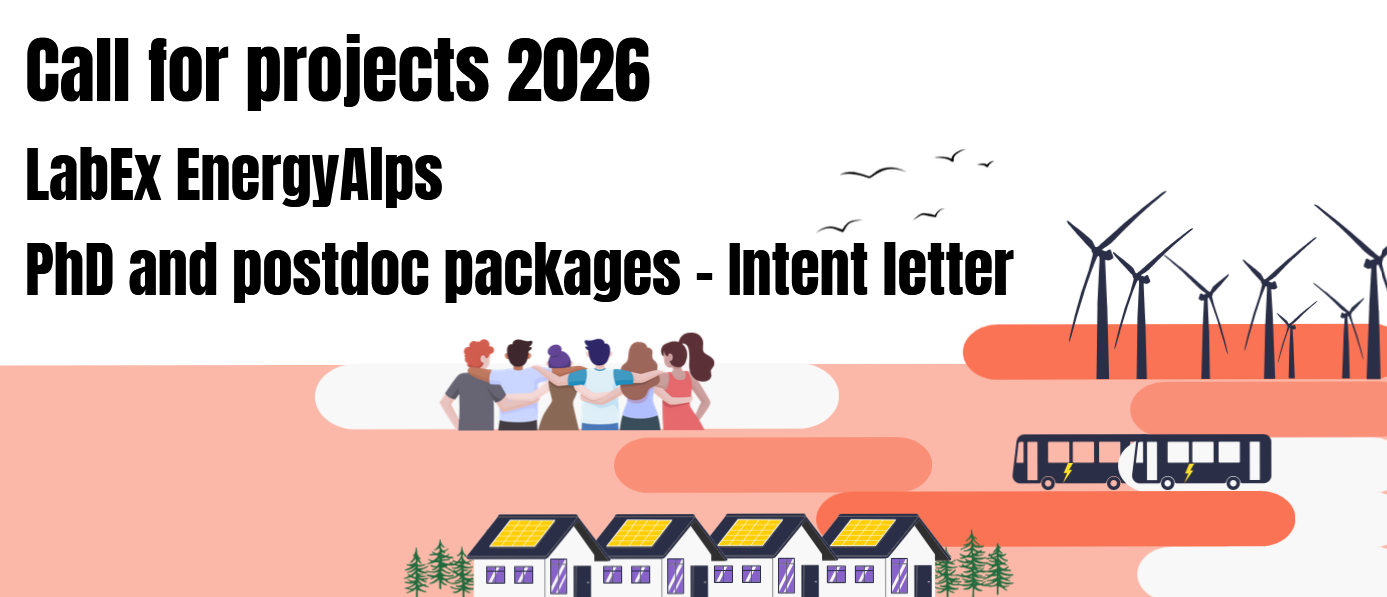 Call for projects 2026
LabEx EnergyAlps
PhD and postdoc packages - Intent letter